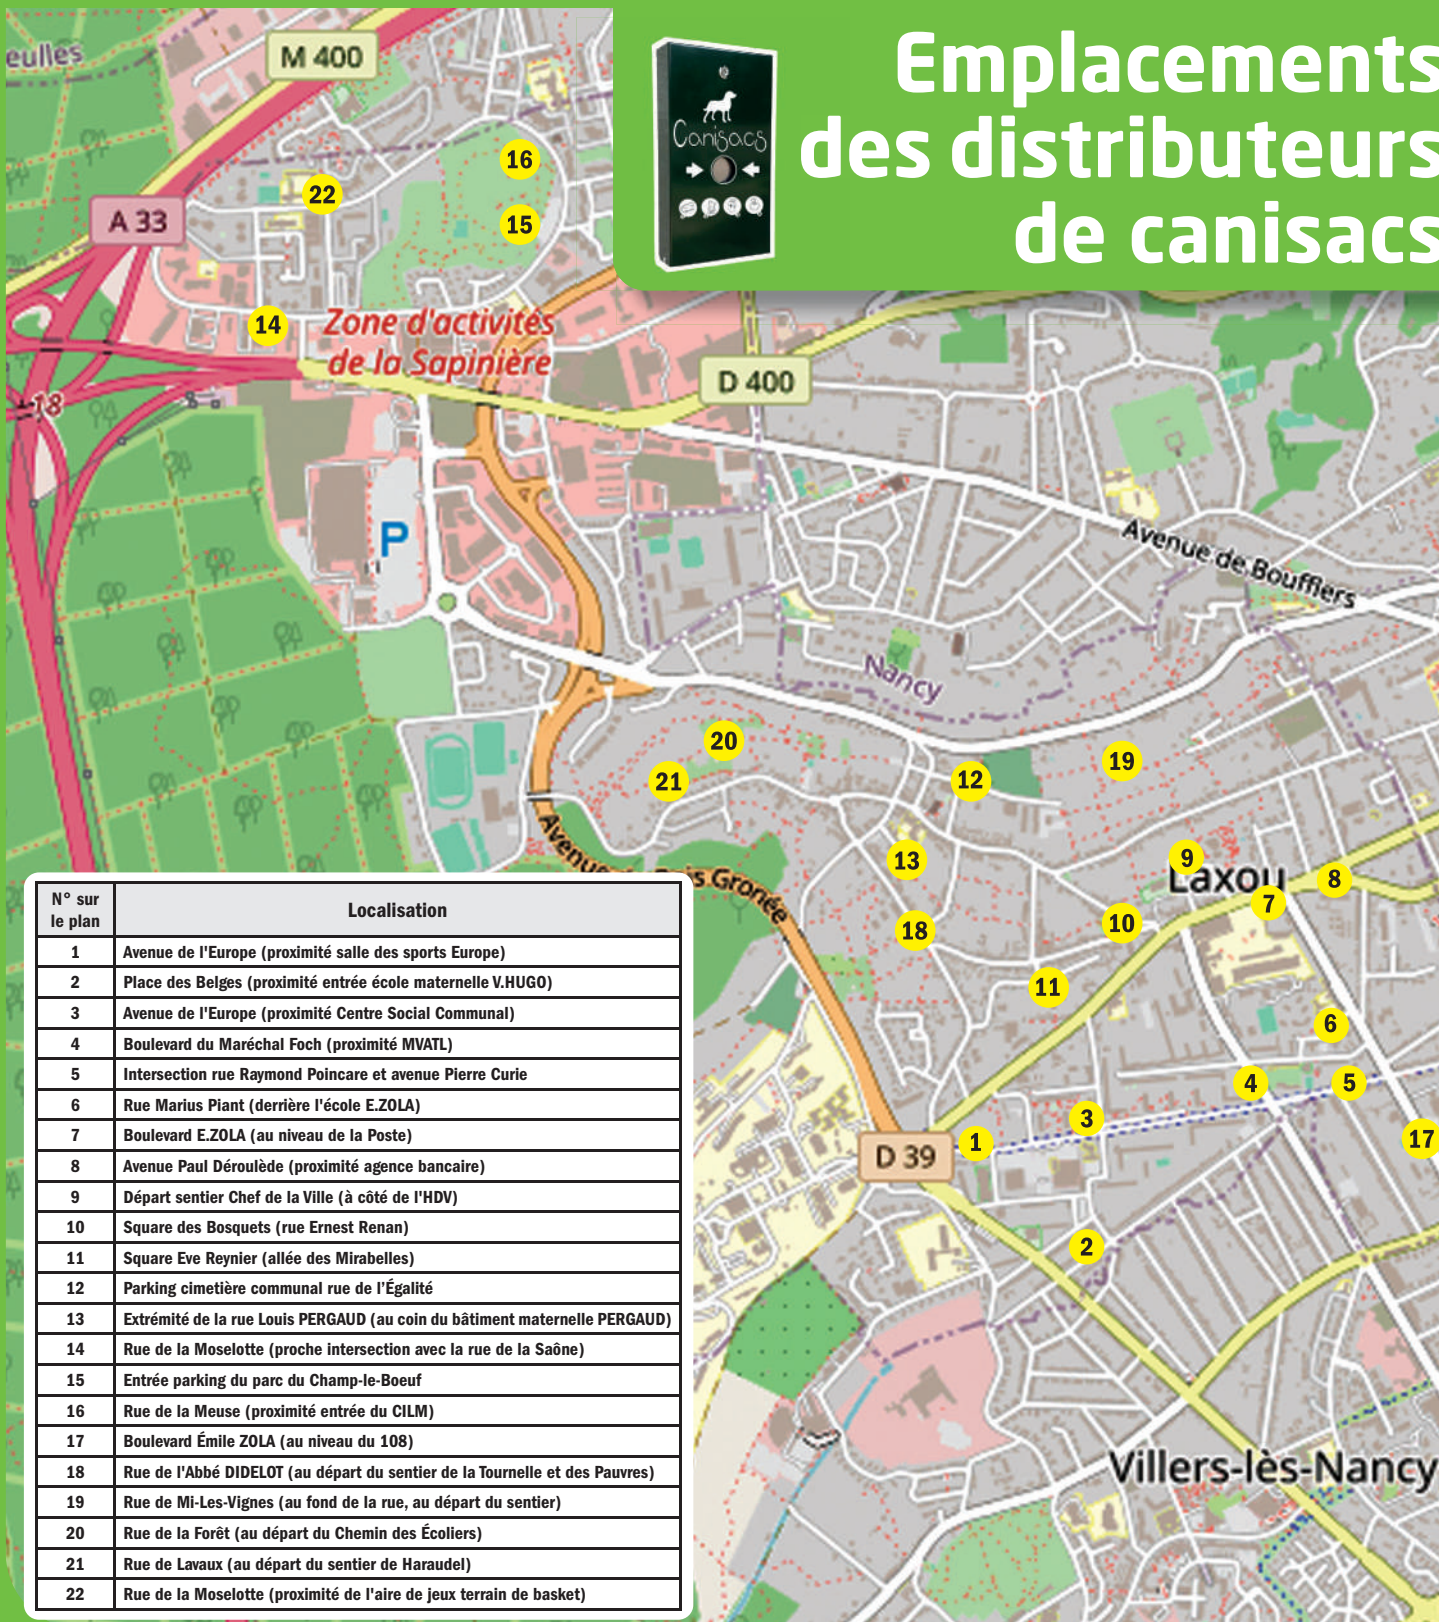 Emplacements
des distributeurs
de canisacs
Canisacs
eulles
M 400
16
22
15
A 33
14
Zone d'activités
de la Sapinière
D 400
18
P
Avenue de Boufflers
Nancy
20
19
21
12
Avenue
is Gronée
13
9
Laxou
8
7
10
18
11
6
4
5
3
17
1
D 39
2
Villers-lès-Nancy
N° sur
le plan
Localisation
1 Avenue de l'Europe (proximité salle des sports Europe)
2 Place des Belges (proximité entrée école maternelle V.HUGO)
3 Avenue de l'Europe (proximité Centre Social Communal)
4 Boulevard du Maréchal Foch (proximité MVATL)
5 Intersection rue Raymond Poincare et avenue Pierre Curie
6 Rue Marius Piant (derrière l'école E.ZOLA)
7 Boulevard E.ZOLA (au niveau de la Poste)
8 Avenue Paul Déroulède (proximité agence bancaire)
9 Départ sentier Chef de la Ville (à côté de l'HDV)
10 Square des Bosquets (rue Ernest Renan)
11 Square Eve Reynier (allée des Mirabelles)
12 Parking cimetière communal rue de l'Égalité
13 Extrémité de la rue Louis PERGAUD (au coin du bâtiment maternelle PERGAUD)
14 Rue de la Moselotte (proche intersection avec la rue de la Saône)
15 Entrée parking du parc du Champ-le-Boeuf
16 Rue de la Meuse (proximité entrée du CILM)
17 Boulevard Émile ZOLA (au niveau du 108)
18 Rue de l'Abbé DIDELOT (au départ du sentier de la Tournelle et des Pauvres)
19 Rue de Mi-Les-Vignes (au fond de la rue, au départ du sentier)
20 Rue de la Forêt (au départ du Chemin des Écoliers)
21 Rue de Lavaux (au départ du sentier de Haraudel)
22 Rue de la Moselotte (proximité de l'aire de jeux terrain de basket)